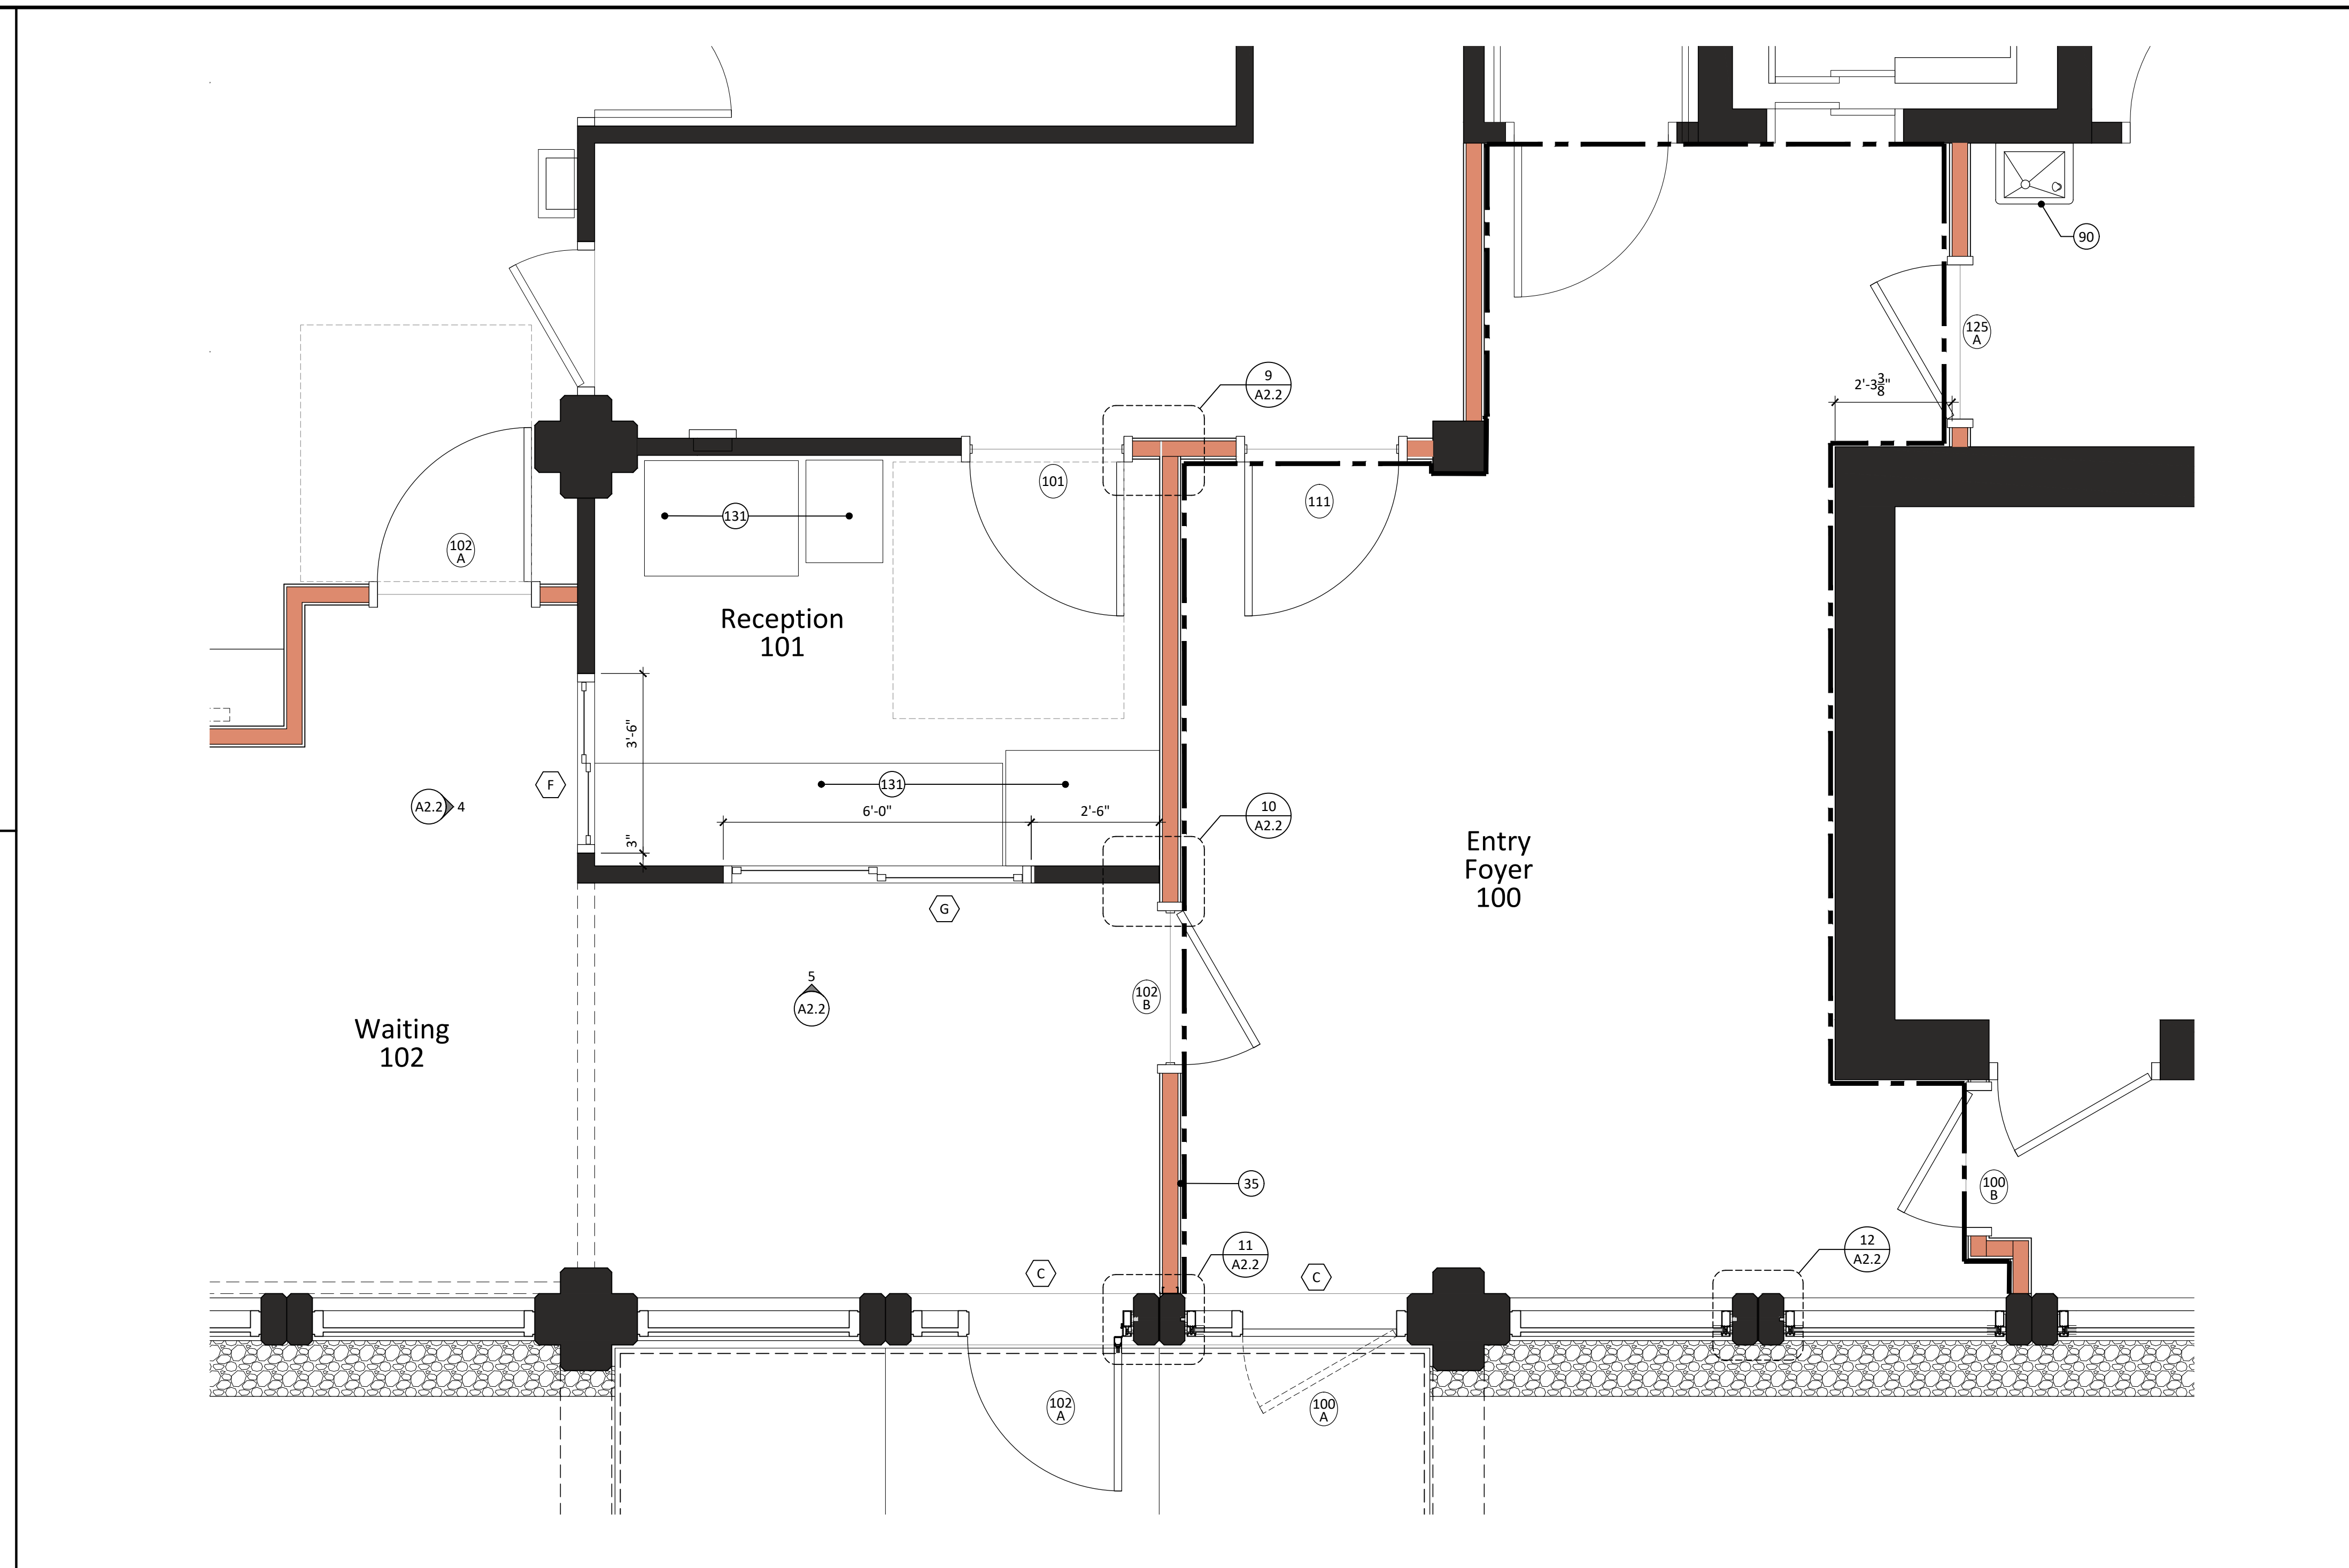 90
125
A
2'-3 3/8"
9
A2.2
101
111
131
102
A
Reception
101
3'-6"
F
131
A2.2 4
6'-0"
2'-6"
10
A2.2
3"
Entry
Foyer
100
G
5
A2.2
102
B
Waiting
102
35
100
B
11
A2.2
12
A2.2
C
C
102
A
100
A